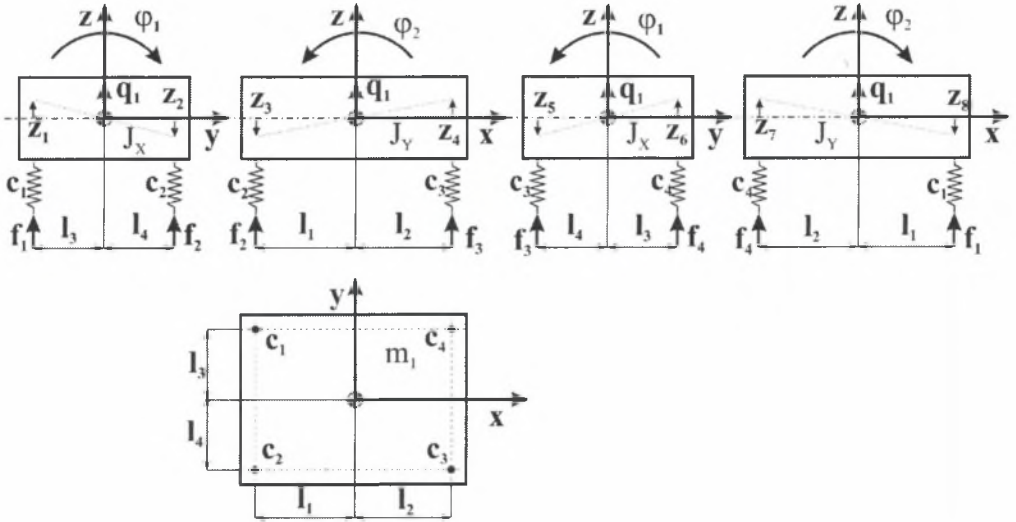 z φ₁ z φ₂ z φ₁ z φ₂
z₁ q₁ z₂ Jₓ y z₃ q₁ z₄ J_Y x z₅ q₁ z₆ Jₓ y z₇ q₁ z₈ J_Y x
c₁ c₂ c₂ c₃ c₃ c₄ c₄ c₁
f₁ l₃ l₄ f₂ f₂ l₁ l₂ f₃ f₃ l₄ l₃ f₄ f₄ l₂ l₁ f₁
y
c₁ c₄
l₃ m₁
x
l₄
c₂ c₃
l₁ l₂